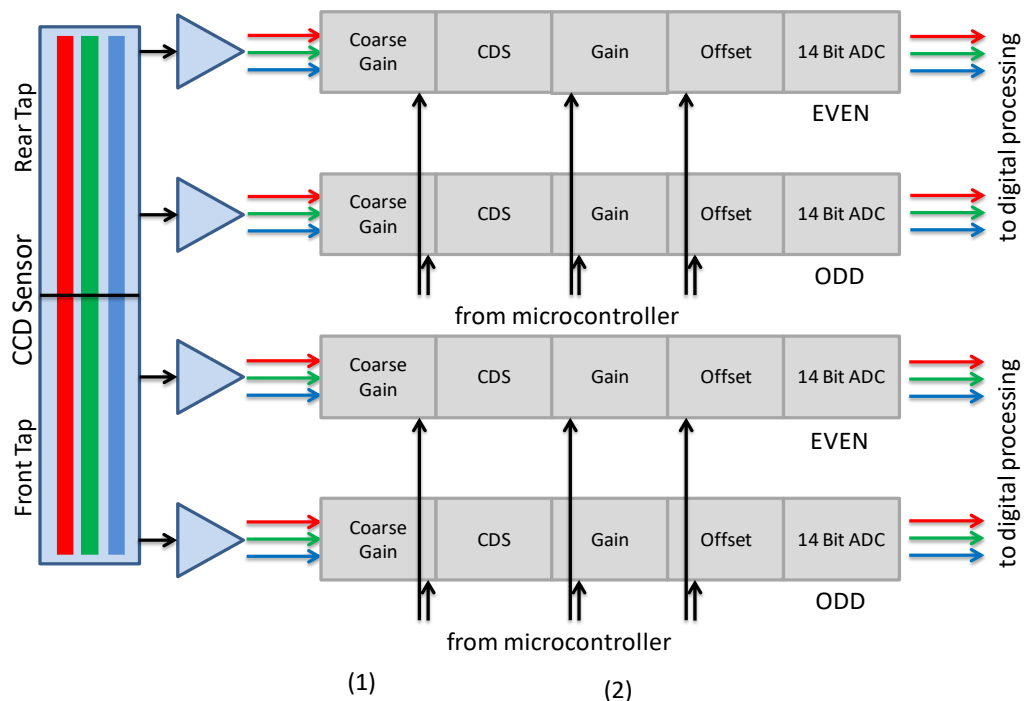 Rear Tap
CCD Sensor
Front Tap
Coarse
Gain
CDS
Gain
Offset
14 Bit ADC
EVEN
to digital processing
Coarse
Gain
CDS
Gain
Offset
14 Bit ADC
ODD
from microcontroller
Coarse
Gain
CDS
Gain
Offset
14 Bit ADC
EVEN
to digital processing
Coarse
Gain
CDS
Gain
Offset
14 Bit ADC
ODD
from microcontroller
(1)
(2)